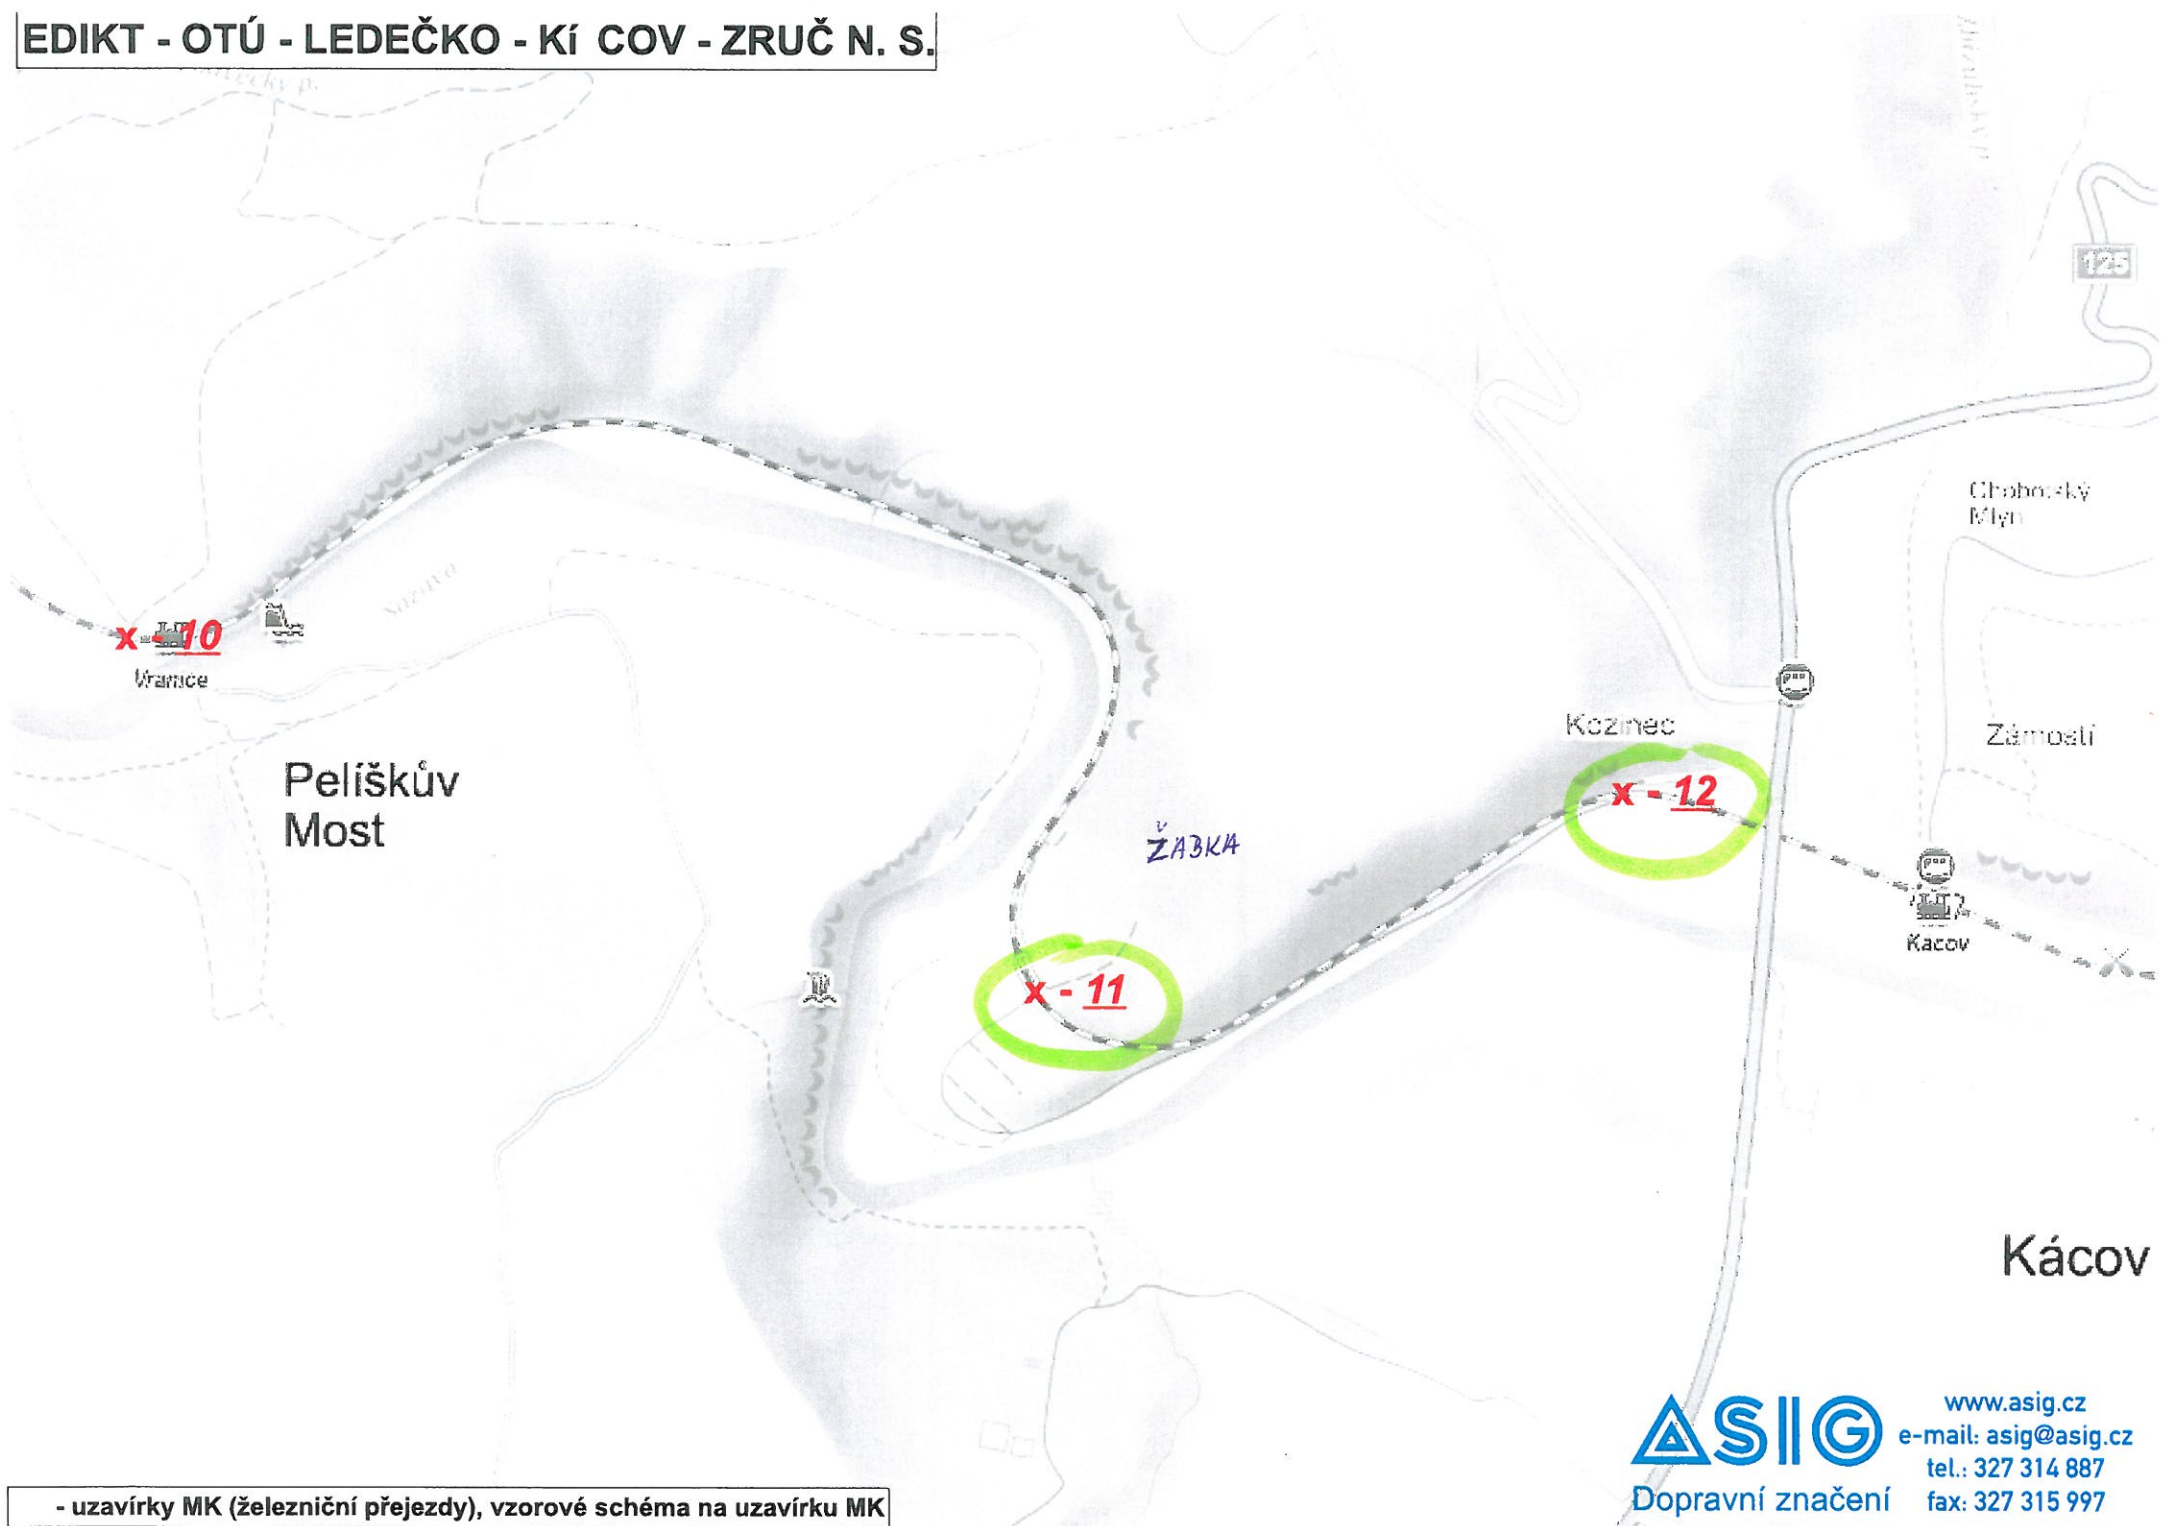 EDIKT - OTÚ - LEDEČKO - Kí COV - ZRUČ N. S.
125
x - 10
Vranice
Sázava
Pelíškův
Most
ŽABKA
x - 11
Kozinec
x - 12
Mlýn
Zámostí
Kácov
Kácov
ASIG
Dopravní značení
www.asig.cz
e-mail: asig@asig.cz
tel.: 327 314 887
fax: 327 315 997
- uzavírky MK (železniční přejezdy), vzorové schéma na uzavírku MK